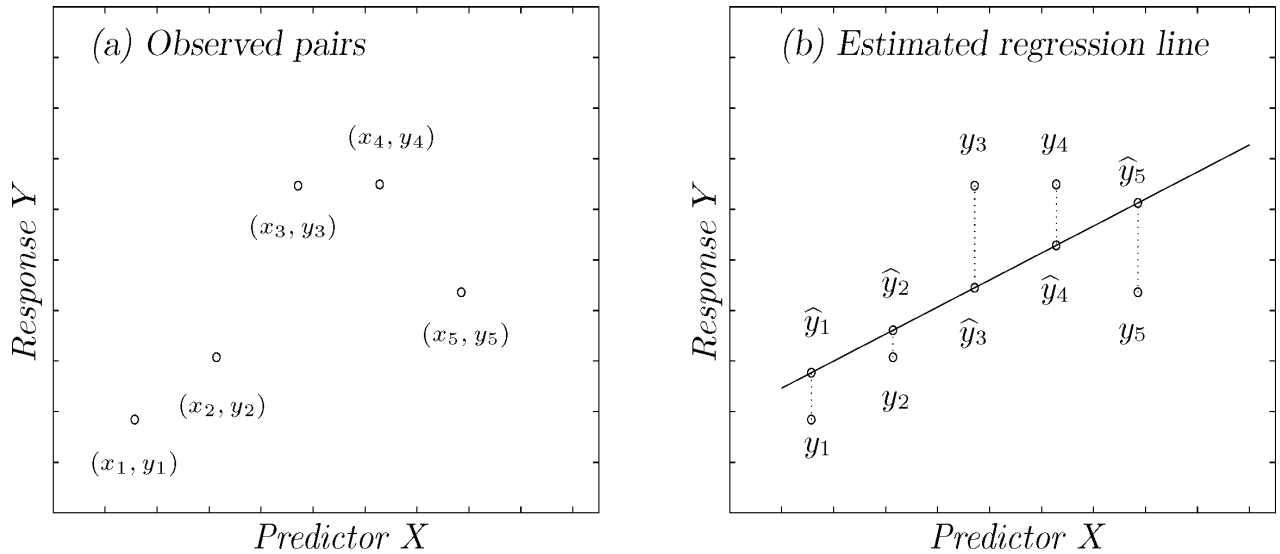 (a) Observed pairs
(x₄, y₄)
(x₃, y₃)
(x₅, y₅)
(x₂, y₂)
(x₁, y₁)
Response Y
Predictor X
(b) Estimated regression line
y₃ y₄ ŷ₅
ŷ₂
ŷ₄
ŷ₁ ŷ₃ y₅
y₂
y₁
Response Y
Predictor X